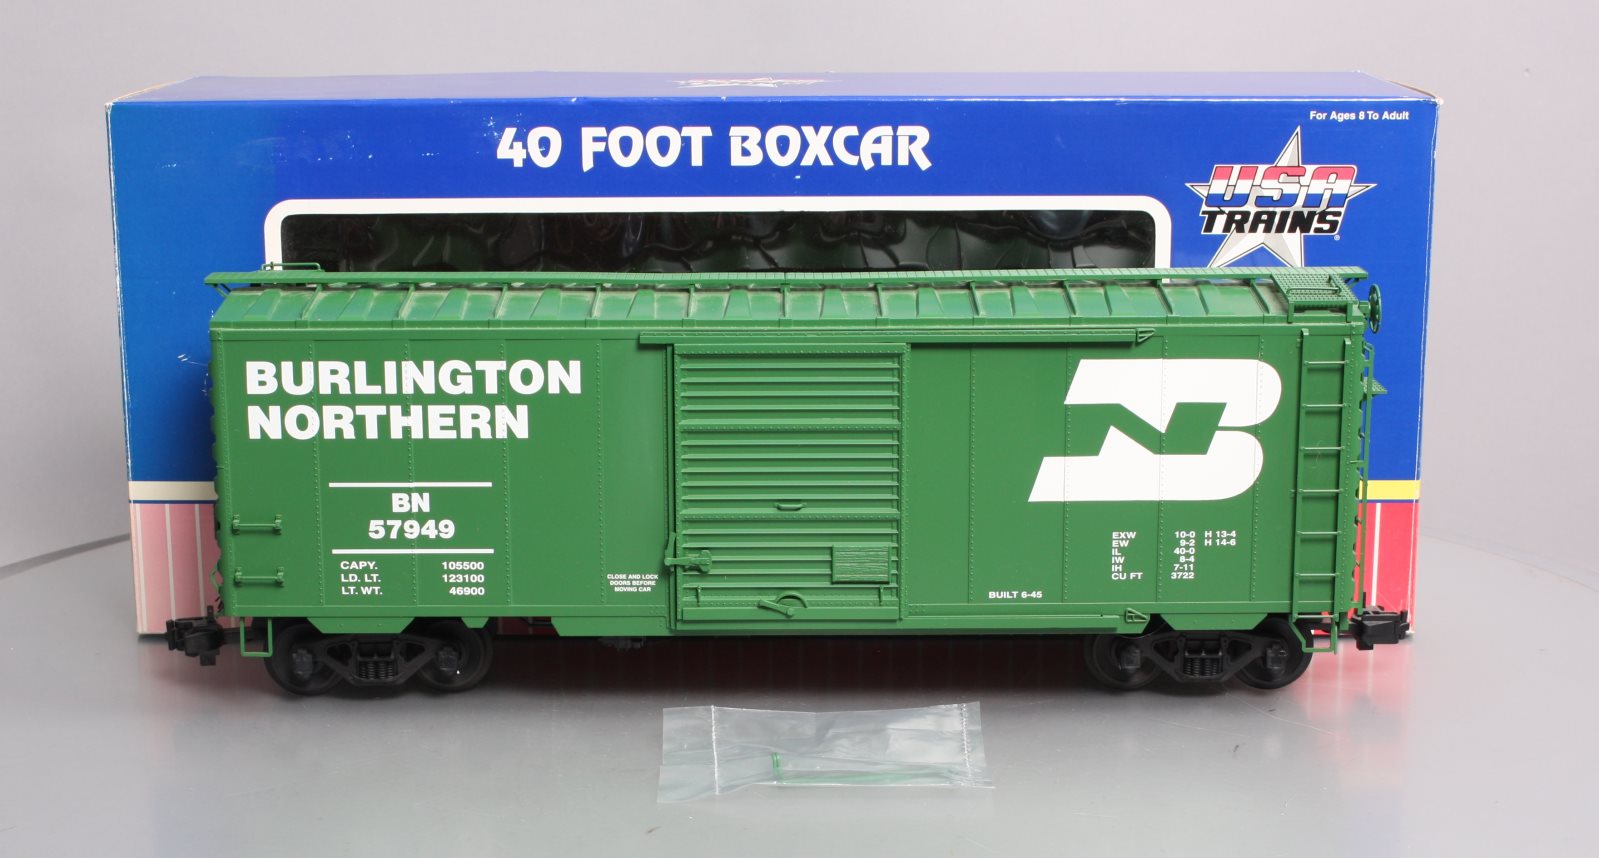 For Ages 8 To Adult
40 FOOT BOXCAR
USA
TRAINS
BURLINGTON
NORTHERN
BN
57949
CAPY. 105500
LD. LT. 123100
LT. WT. 46900
CLOSE AND LOCK
DOORS BEFORE
MOVING CAR
BN
EXW 10-0 H 13-4
EW 9-2 H 14-6
IL 40-0
IW 8-4
IH 7-11
CU FT 3722
BUILT 6-45